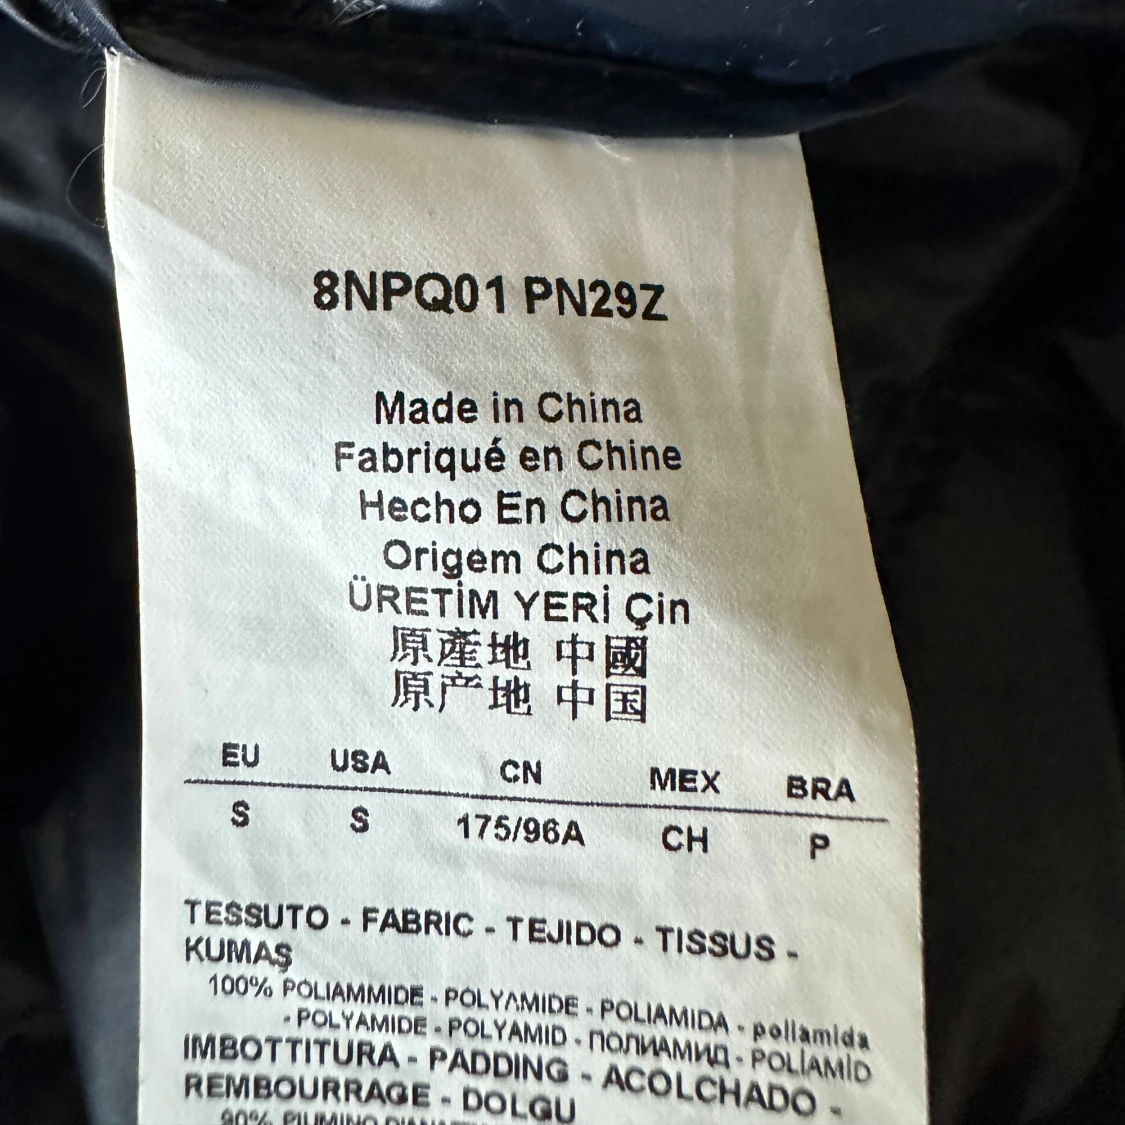 8NPQ01 PN29Z
Made in China
Fabriqué en Chine
Hecho En China
Origem China
ÜRETİM YERİ Çin
原產地 中國
原产地 中国
EU USA CN MEX BRA
S S 175/96A CH P
TESSUTO - FABRIC - TEJIDO - TISSUS -
KUMAŞ
100% POLIAMMIDE - POLYAMIDE - POLIAMIDA - poliamida
- POLYAMIDE - POLYAMID - ПОЛИАМИД - POLİAMİD
IMBOTTITURA - PADDING - ACOLCHADO -
REMBOURRAGE - DOLGU
90% PIUMINO